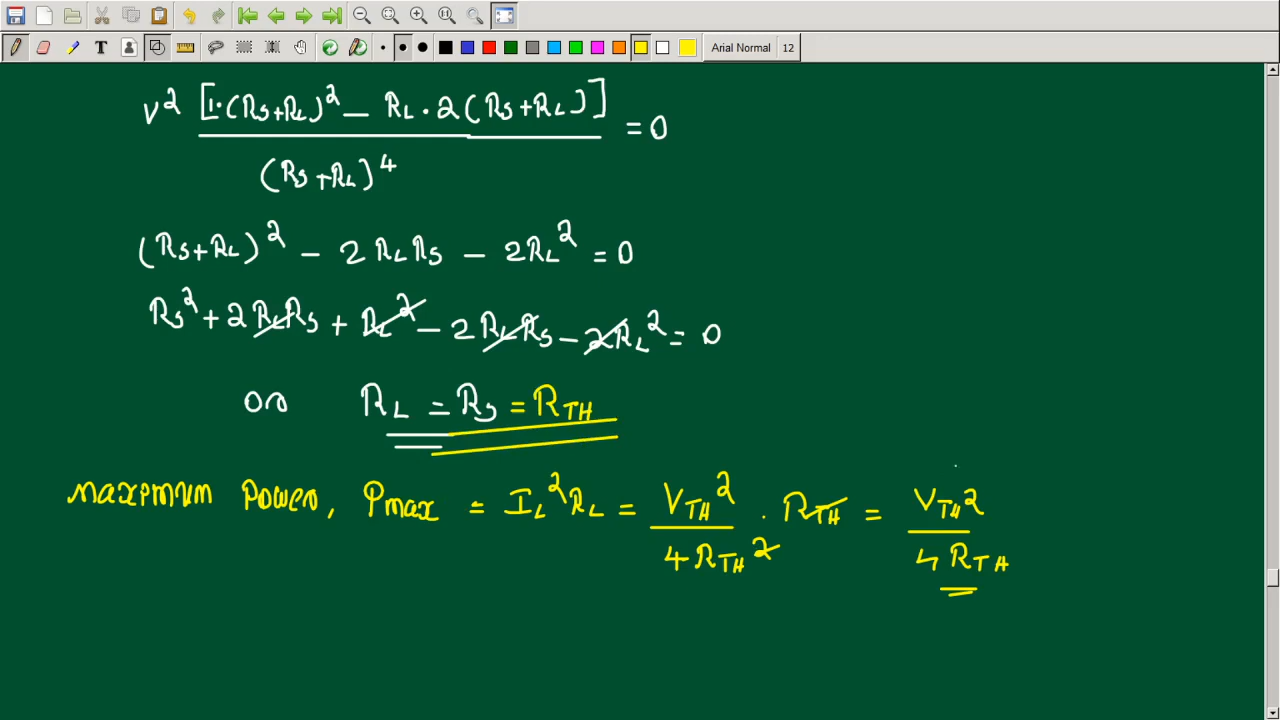 T Arial Normal 12
V² [1·(RS+RL)² − RL·2(RS+RL)] = 0
(RS+RL)⁴
(RS+RL)² − 2RLRS − 2RL² = 0
RS² + 2RLRS + RL² − 2RLRS − 2RL² = 0
or RL = RS = RTH
Maximum Power, Pmax = IL²RL = VTH² / 4RTH² . RTH = VTH² / 4RTH